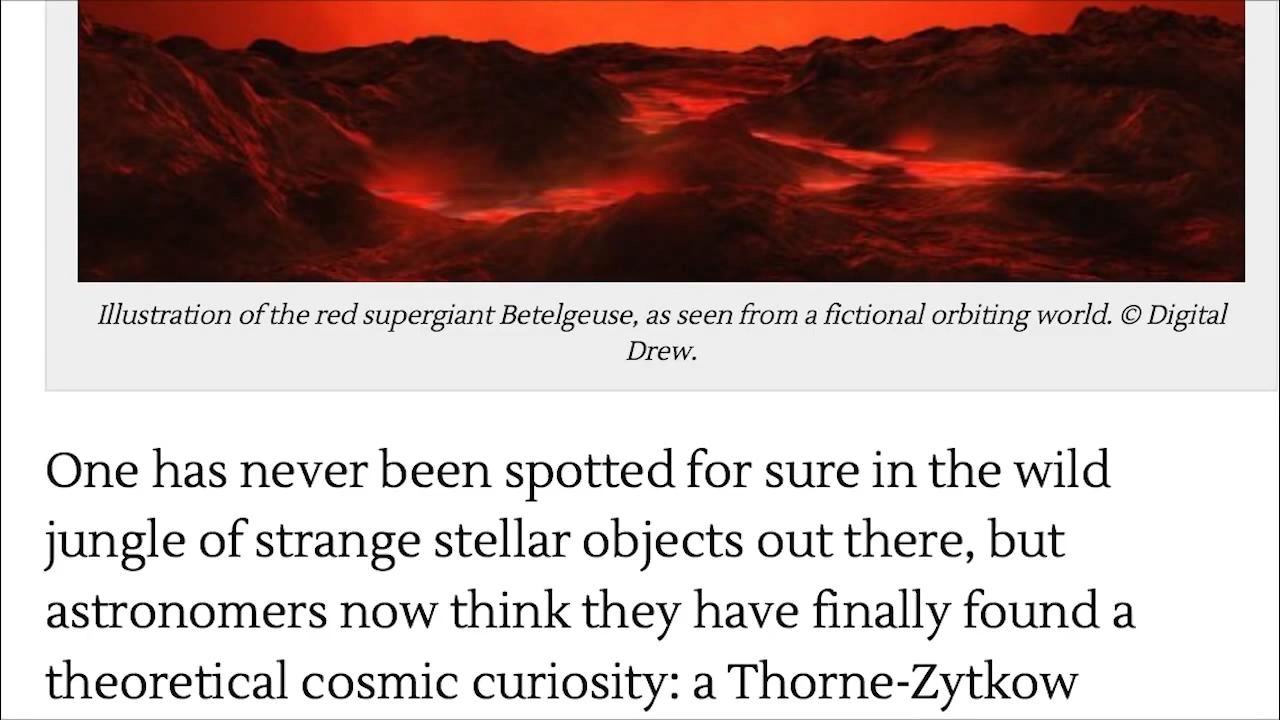 Illustration of the red supergiant Betelgeuse, as seen from a fictional orbiting world. © Digital
Drew.
One has never been spotted for sure in the wild
jungle of strange stellar objects out there, but
astronomers now think they have finally found a
theoretical cosmic curiosity: a Thorne-Zytkow